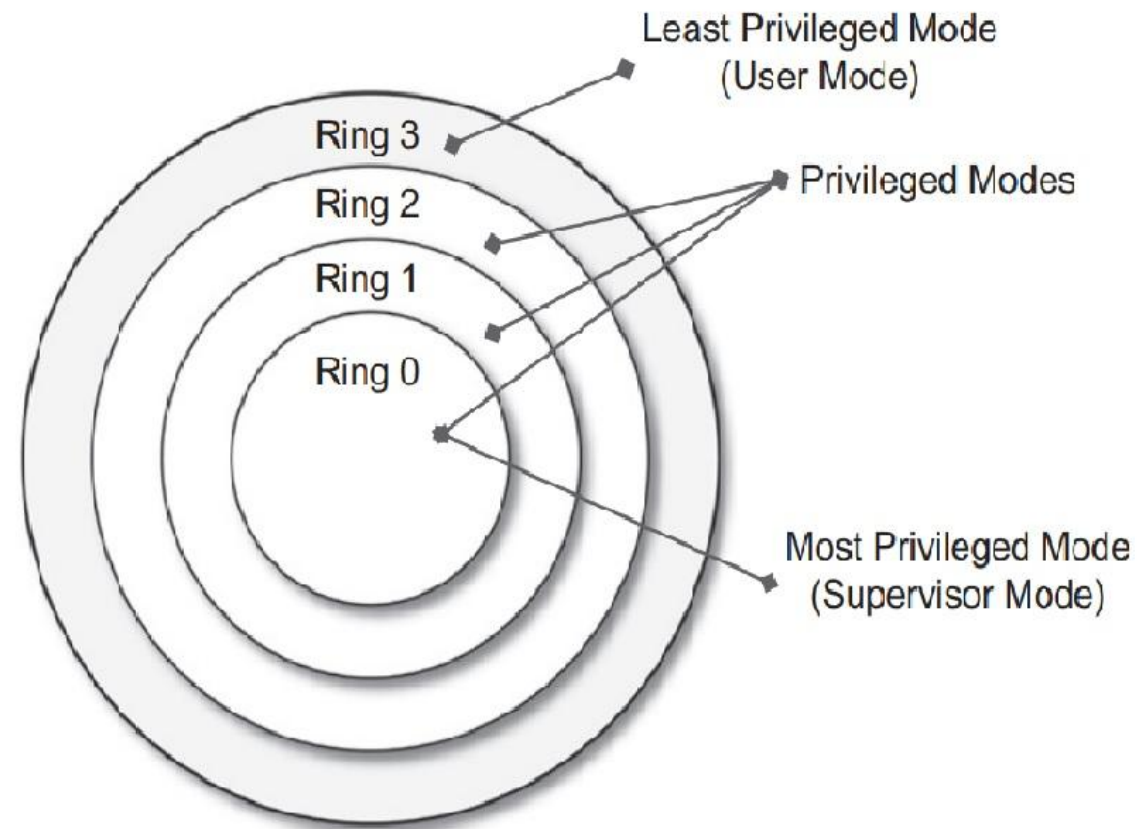 Least Privileged Mode
(User Mode)
Ring 3
Privileged Modes
Ring 2
Ring 1
Ring 0
Most Privileged Mode
(Supervisor Mode)